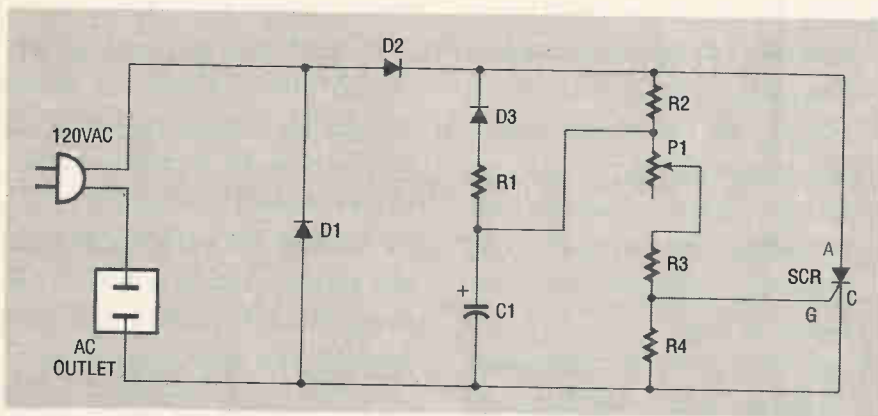 D2
120VAC
D3
R1
R2
P1
D1
R3
A
SCR
C
G
+
C1
R4
AC
OUTLET